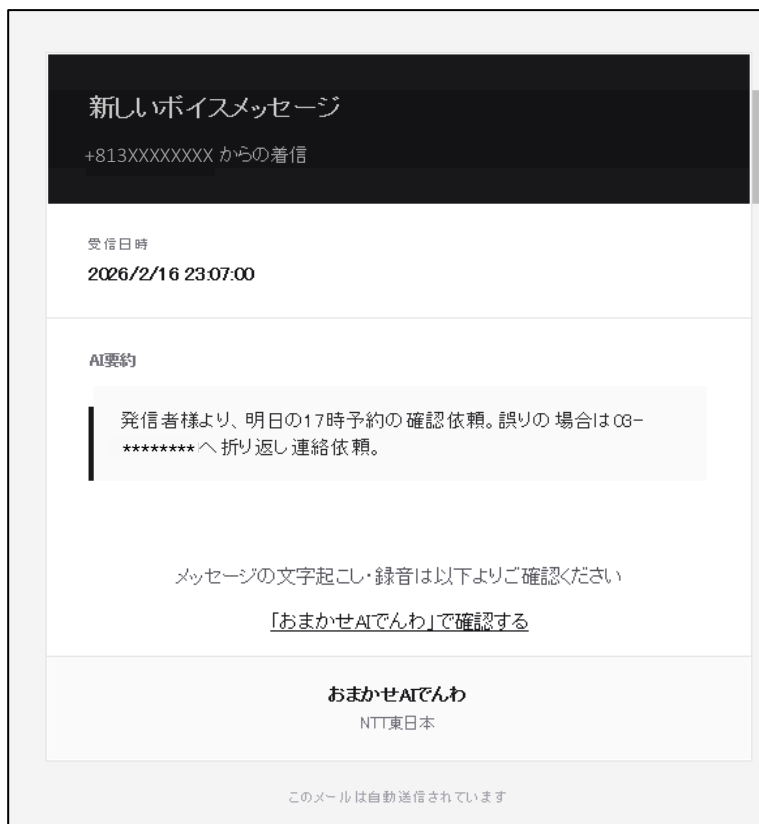 新しいボイスメッセージ
+813XXXXXXXX からの着信
受信日時
2026/2/16 23:07:00
AI要約
発信者様より、明日の17時予約の確認依頼。誤りの場合は03-
********へ折り返し連絡依頼。
メッセージの文字起こし・録音は以下よりご確認ください
「おまかせAIでんわ」で確認する
おまかせAIでんわ
NTT東日本
このメールは自動送信されています